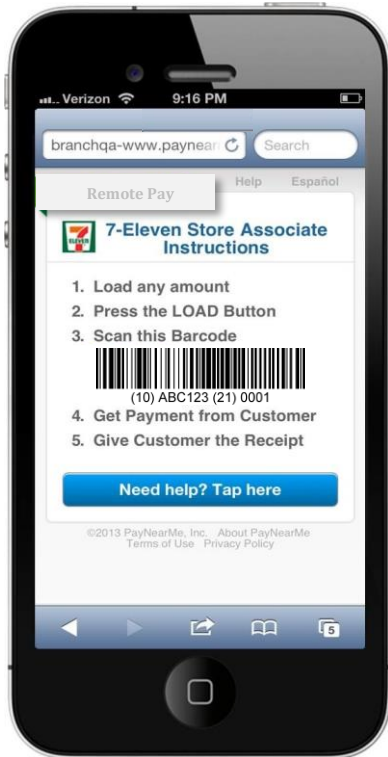 Verizon 9:16 PM
branchqa-www.paynear Search
Remote Pay Help Español
7-Eleven Store Associate
Instructions
1. Load any amount
2. Press the LOAD Button
3. Scan this Barcode
(10) ABC123 (21) 0001
4. Get Payment from Customer
5. Give Customer the Receipt
Need help? Tap here
©2013 PayNearMe, Inc. About PayNearMe
Terms of Use Privacy Policy
5